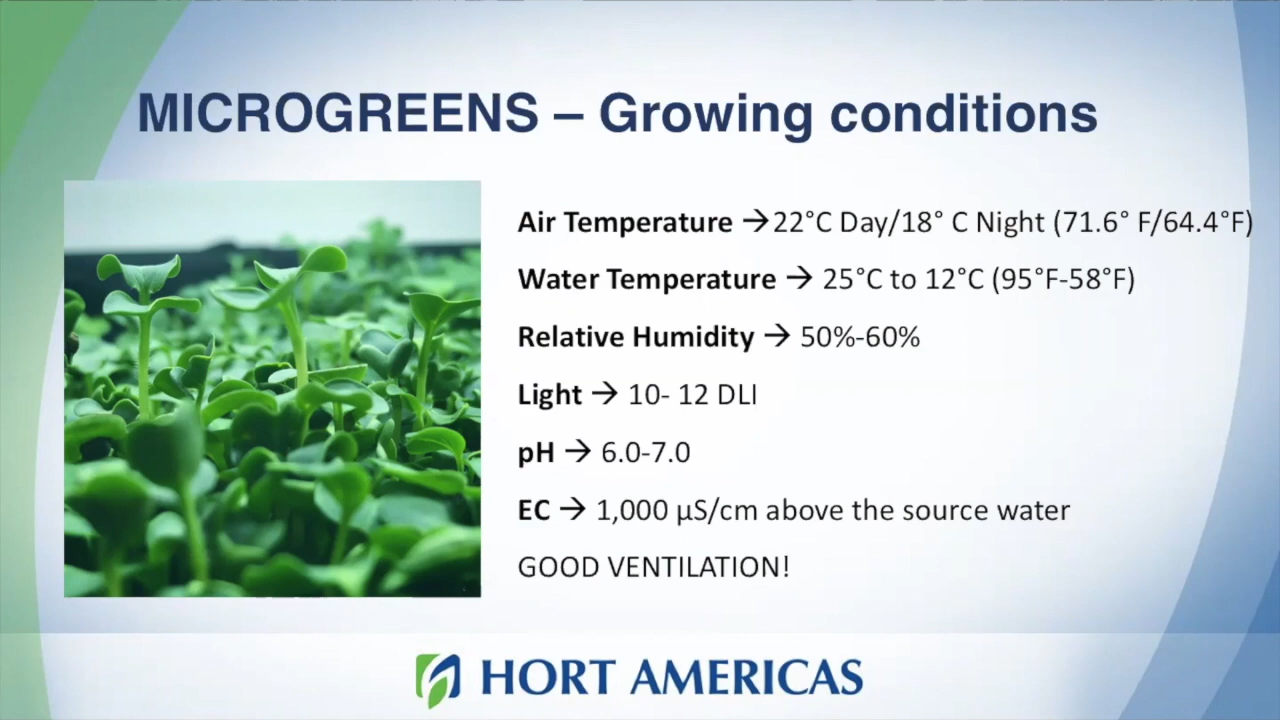 MICROGREENS – Growing conditions
Air Temperature →22°C Day/18° C Night (71.6° F/64.4°F)
Water Temperature → 25°C to 12°C (95°F-58°F)
Relative Humidity → 50%-60%
Light → 10- 12 DLI
pH → 6.0-7.0
EC → 1,000 µS/cm above the source water
GOOD VENTILATION!
HORT AMERICAS